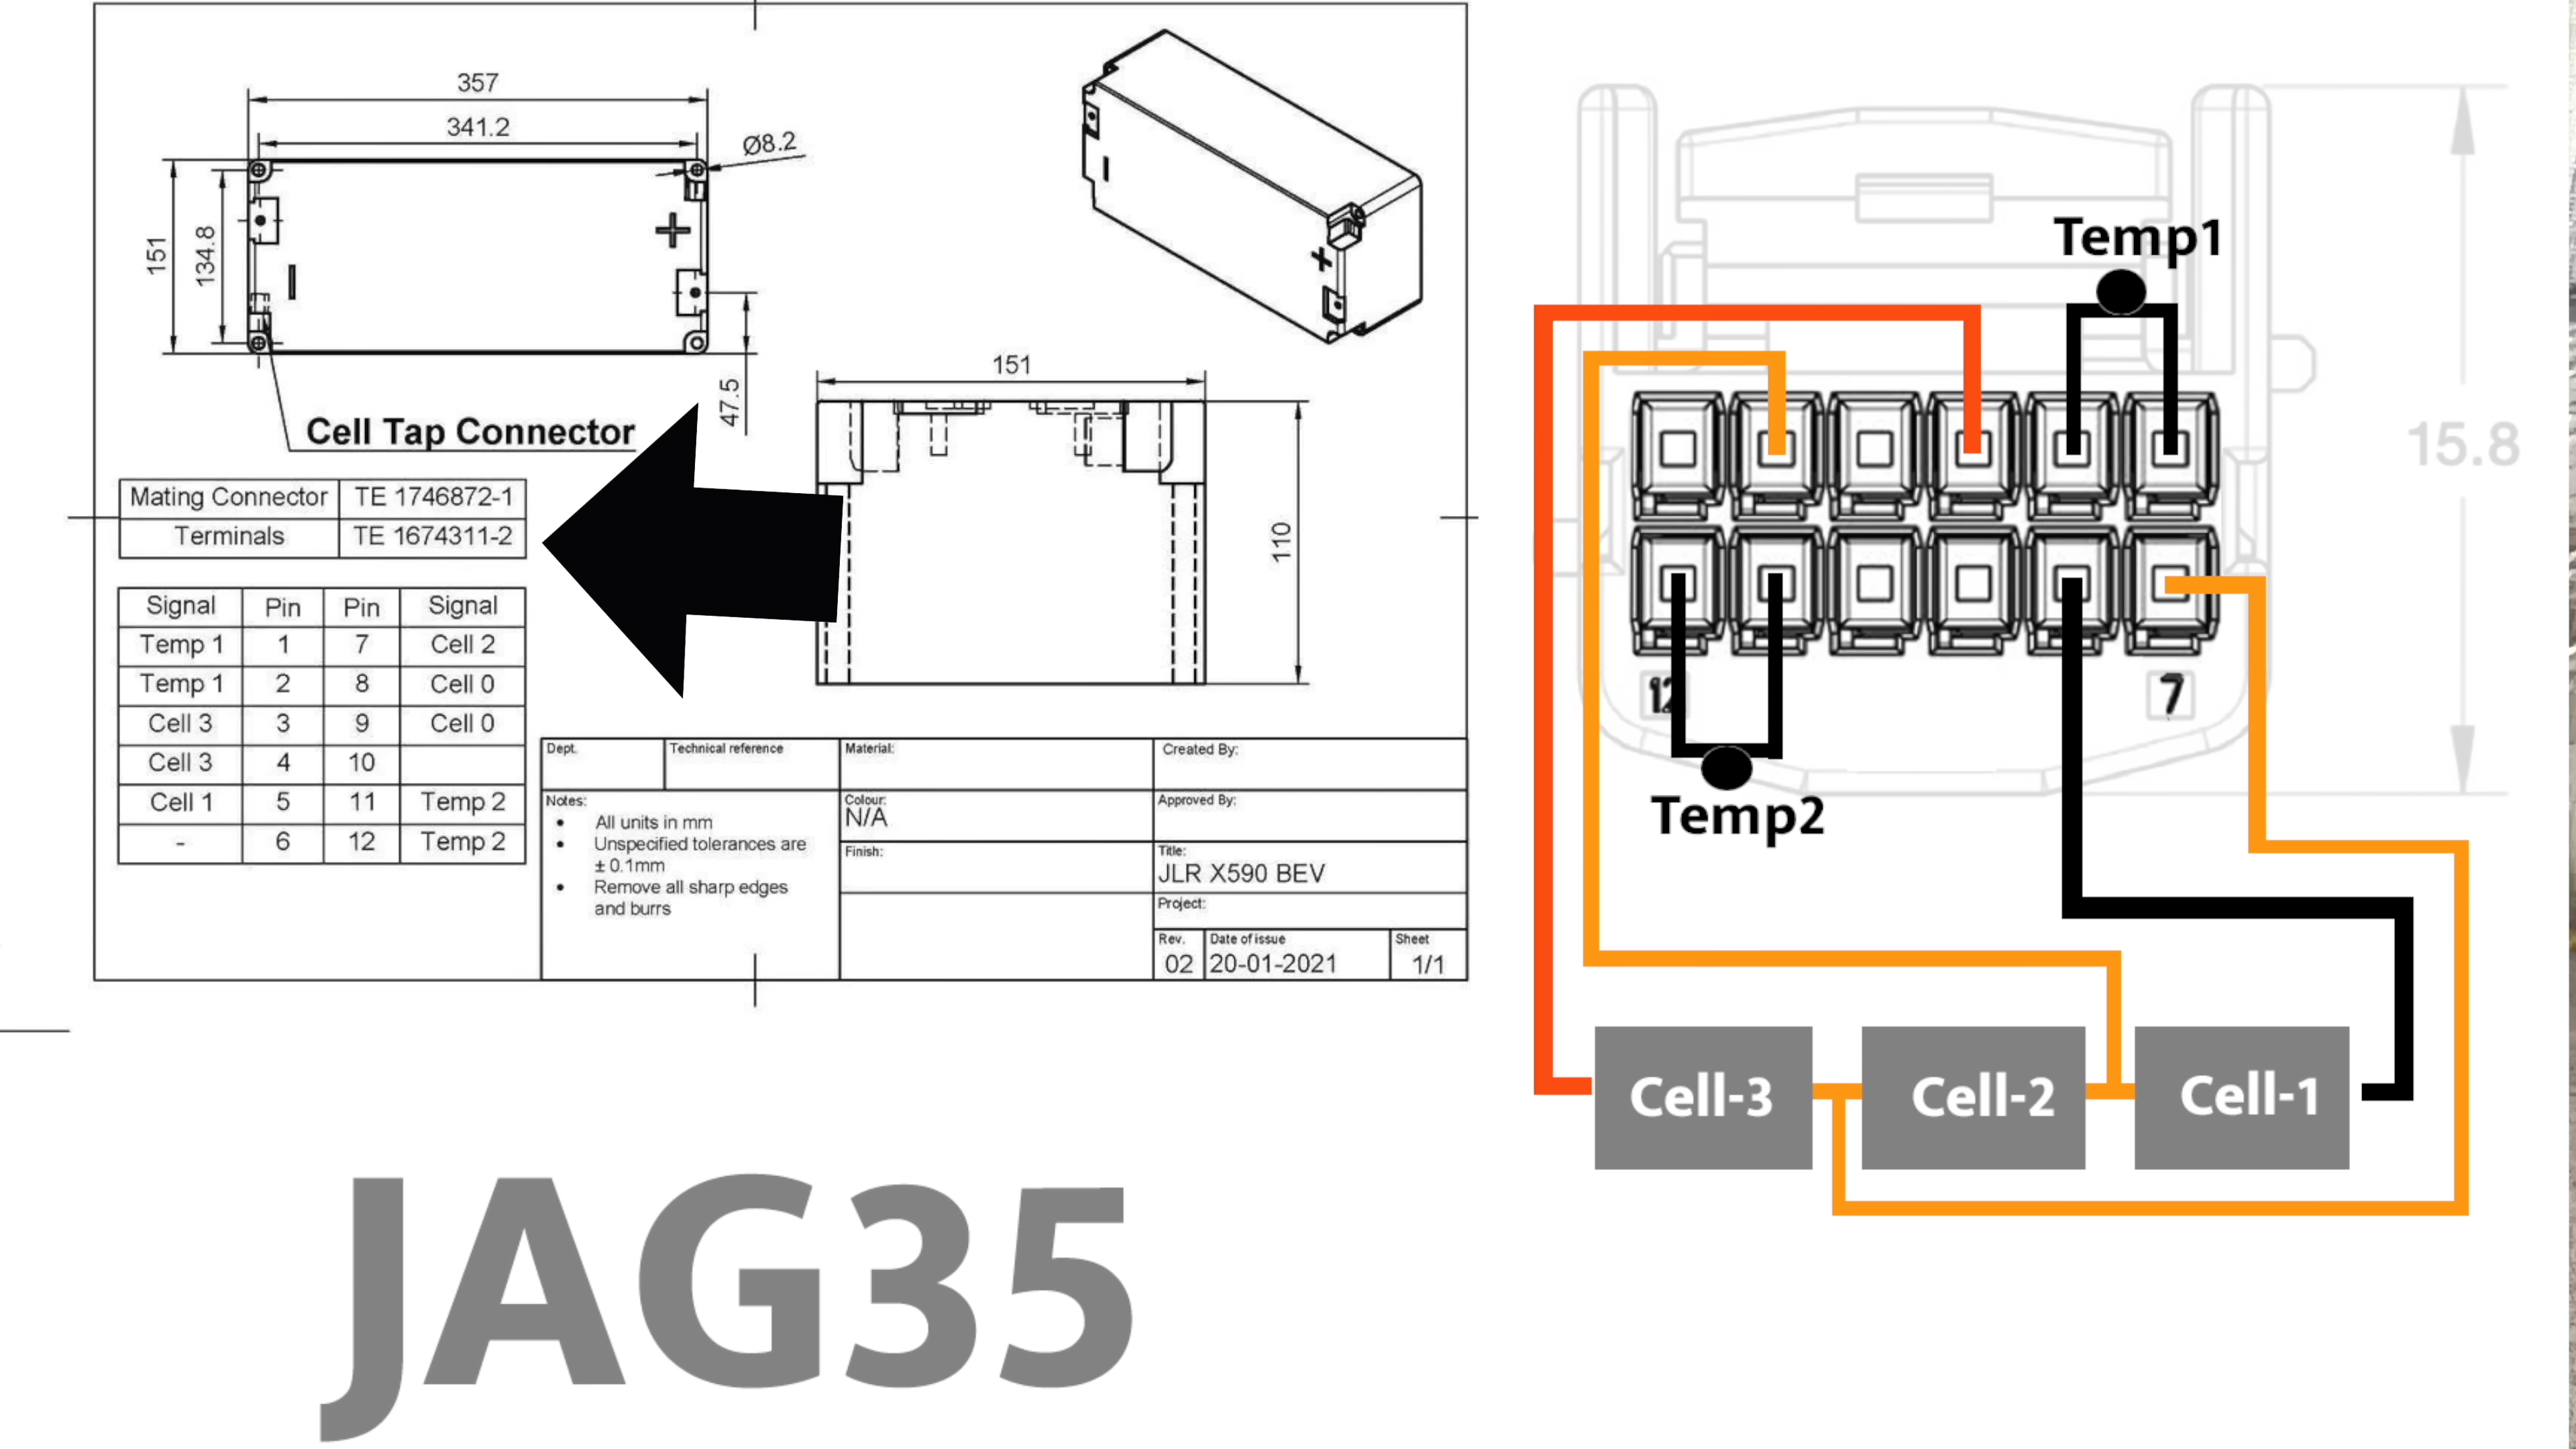 357
341.2
Ø8.2
151
134.8
+
47.5
Cell Tap Connector
+
151
110
Mating Connector TE 1746872-1
Terminals TE 1674311-2
Signal Pin Pin Signal
Temp 1 1 7 Cell 2
Temp 1 2 8 Cell 0
Cell 3 3 9 Cell 0
Cell 3 4 10
Cell 1 5 11 Temp 2
- 6 12 Temp 2
Dept. Technical reference Material: Created By:
Notes:
• All units in mm
• Unspecified tolerances are
± 0.1mm
• Remove all sharp edges
and burrs
Colour:
N/A
Approved By:
Finish:
Title:
JLR X590 BEV
Project:
Rev. Date of issue Sheet
02 20-01-2021 1/1
Temp1
15.8
12 7
Temp2
Cell-3 Cell-2 Cell-1
JAG35